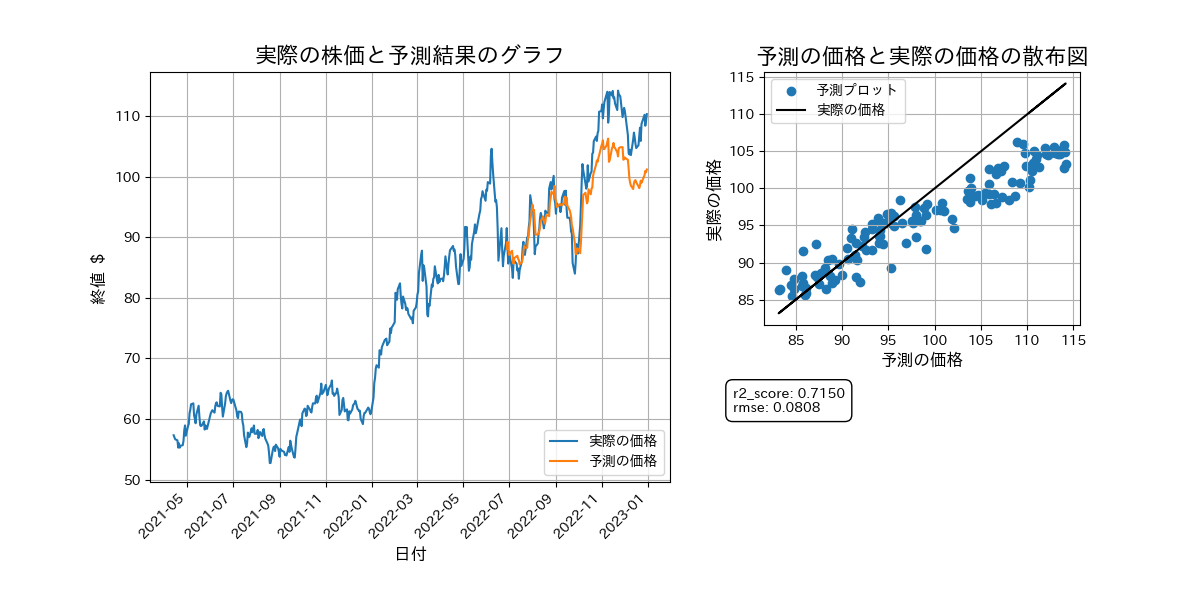 実際の株価と予測結果のグラフ
終値 $
110
100
90
80
70
60
50
2021-05
2021-07
2021-09
2021-11
2022-01
2022-03
2022-05
2022-07
2022-09
2022-11
2023-01
日付
実際の価格
予測の価格
予測の価格と実際の価格の散布図
実際の価格
115
110
105
100
95
90
85
85
90
95
100
105
110
115
予測の価格
予測プロット
実際の価格
r2_score: 0.7150
rmse: 0.0808